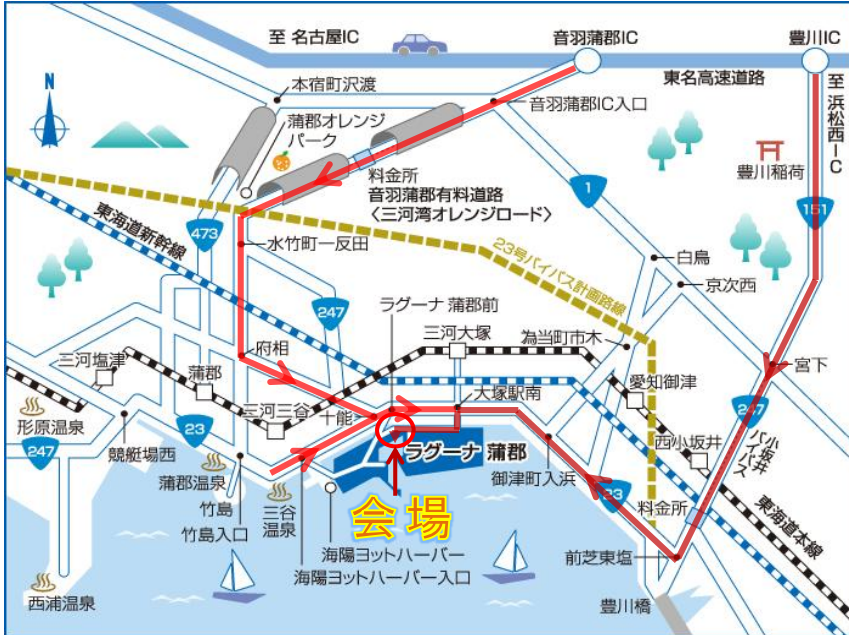 至 名古屋IC
音羽蒲郡IC
豊川IC
東名高速道路
至 浜松西IC
N
本宿町沢渡
音羽蒲郡IC入口
蒲郡オレンジ
パーク
料金所
音羽蒲郡有料道路
〈三河湾オレンジロード〉
豊川稲荷
1
151
473
東海道新幹線
水竹町一反田
23号バイパス計画路線
白鳥
京次西
247
ラグーナ 蒲郡前
三河大塚
為当町市木
府相
宮下
三河塩津
蒲郡
大塚駅南
愛知御津
247
小坂井
バイパス
三河三谷
十能
形原温泉
23
ラグーナ 蒲郡
西小坂井
247
競艇場西
蒲郡温泉
御津町入浜
23
料金所
竹島
三谷
温泉
会場
東海道本線
竹島入口
海陽ヨットハーバー
前芝東塩
海陽ヨットハーバー入口
西浦温泉
豊川橋